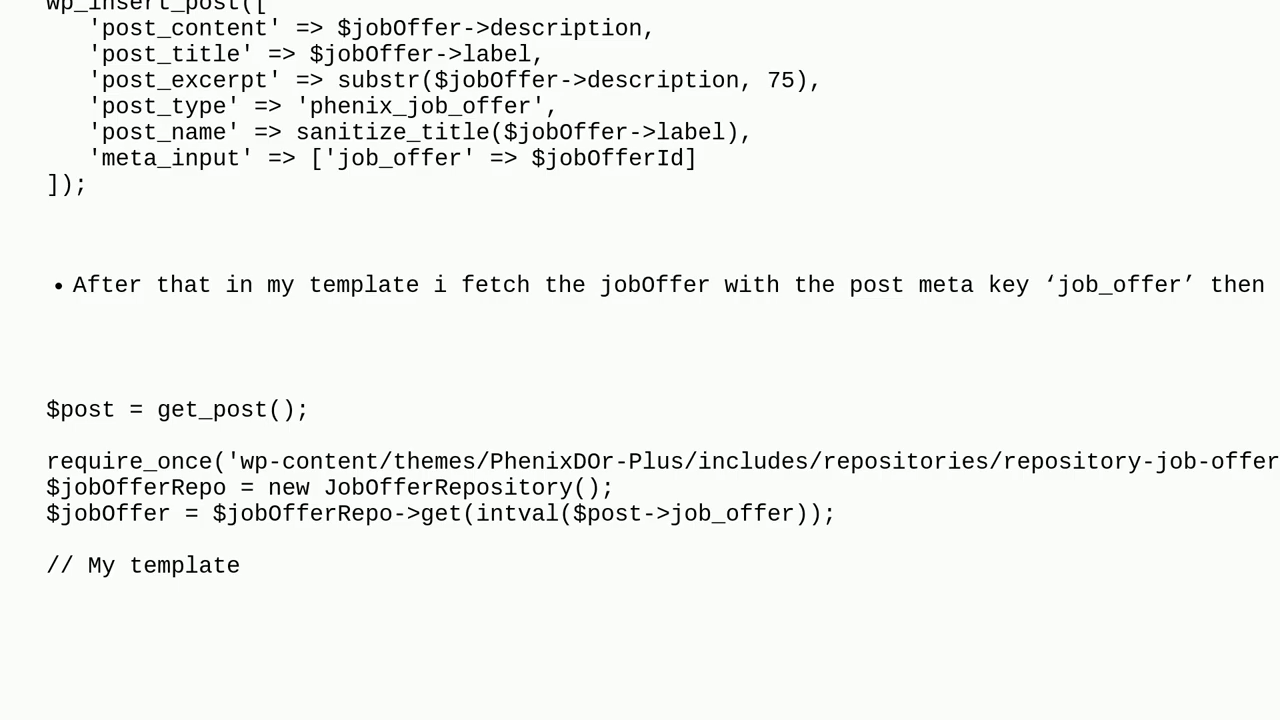 wp_insert_post([
'post_content' => $jobOffer->description,
'post_title' => $jobOffer->label,
'post_excerpt' => substr($jobOffer->description, 75),
'post_type' => 'phenix_job_offer',
'post_name' => sanitize_title($jobOffer->label),
'meta_input' => ['job_offer' => $jobOfferId]
]);
• After that in my template i fetch the jobOffer with the post meta key ‘job_offer’ then
$post = get_post();
require_once('wp-content/themes/PhenixDOr-Plus/includes/repositories/repository-job-offer
$jobOfferRepo = new JobOfferRepository();
$jobOffer = $jobOfferRepo->get(intval($post->job_offer));
// My template